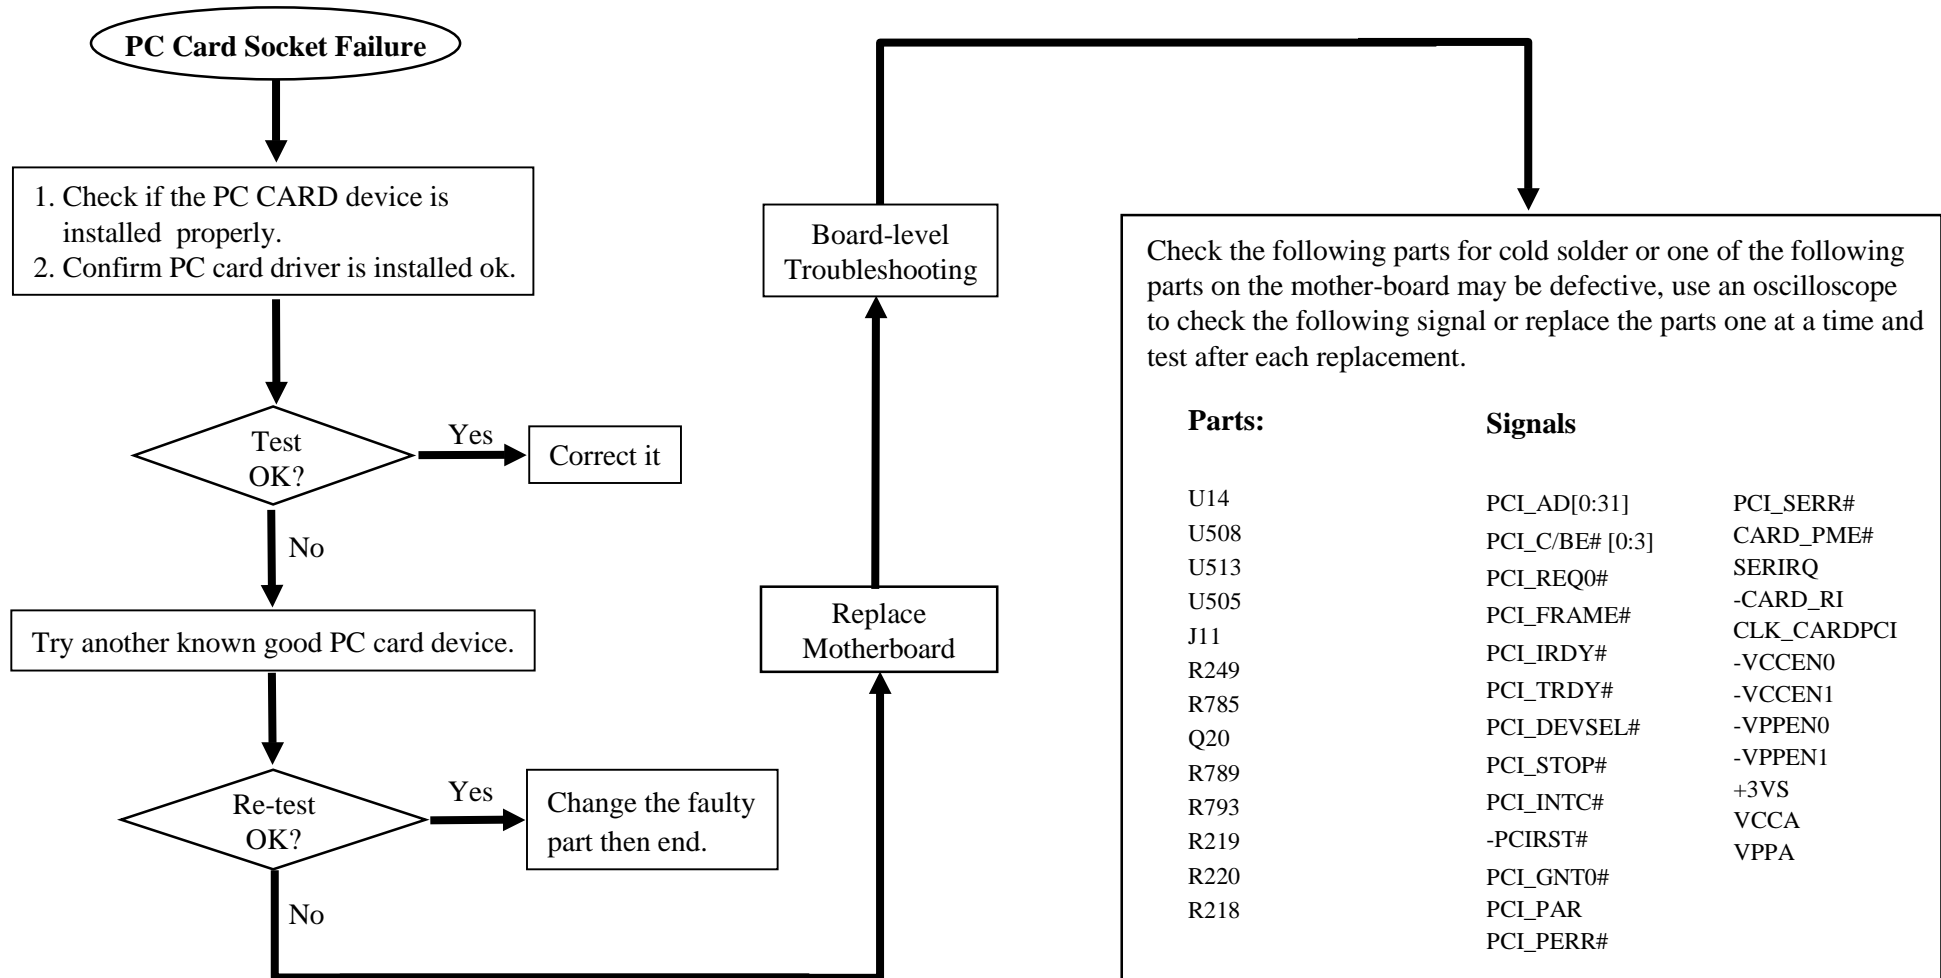 PC Card Socket Failure
1. Check if the PC CARD device is
installed properly.
2. Confirm PC card driver is installed ok.
Test
OK?
Yes
Correct it
No
Try another known good PC card device.
Re-test
OK?
Yes
Change the faulty
part then end.
No
Replace
Motherboard
Board-level
Troubleshooting
Check the following parts for cold solder or one of the following
parts on the mother-board may be defective, use an oscilloscope
to check the following signal or replace the parts one at a time and
test after each replacement.
Parts:
U14
U508
U513
U505
J11
R249
R785
Q20
R789
R793
R219
R220
R218
Signals
PCI_AD[0:31]
PCI_C/BE# [0:3]
PCI_REQ0#
PCI_FRAME#
PCI_IRDY#
PCI_TRDY#
PCI_DEVSEL#
PCI_STOP#
PCI_INTC#
-PCIRST#
PCI_GNT0#
PCI_PAR
PCI_PERR#
PCI_SERR#
CARD_PME#
SERIRQ
-CARD_RI
CLK_CARDPCI
-VCCEN0
-VCCEN1
-VPPEN0
-VPPEN1
+3VS
VCCA
VPPA